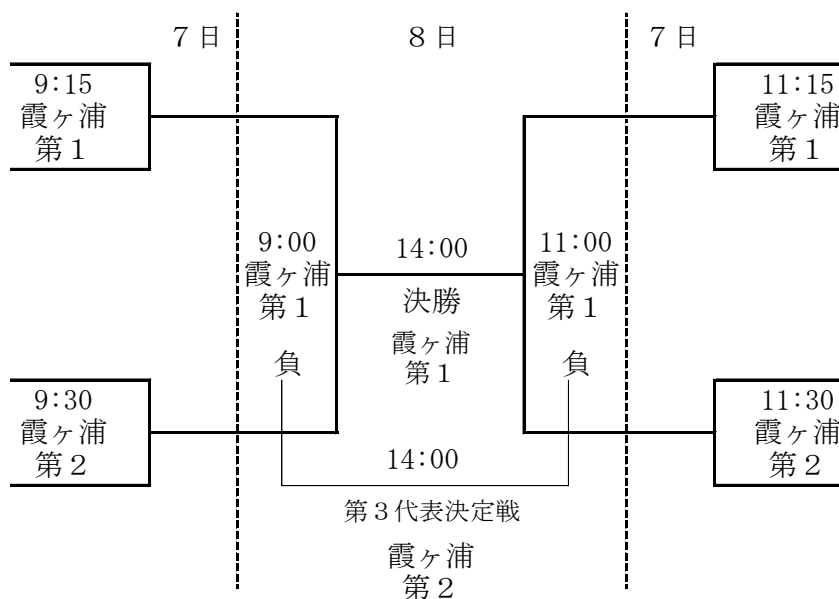 ７日
８日
７日
9:15
霞ヶ浦
第１
11:15
霞ヶ浦
第１
9:00
霞ヶ浦
第１
14:00
決勝
霞ヶ浦
第１
11:00
霞ヶ浦
第１
負
負
9:30
霞ヶ浦
第２
11:30
霞ヶ浦
第２
14:00
第３代表決定戦
霞ヶ浦
第２